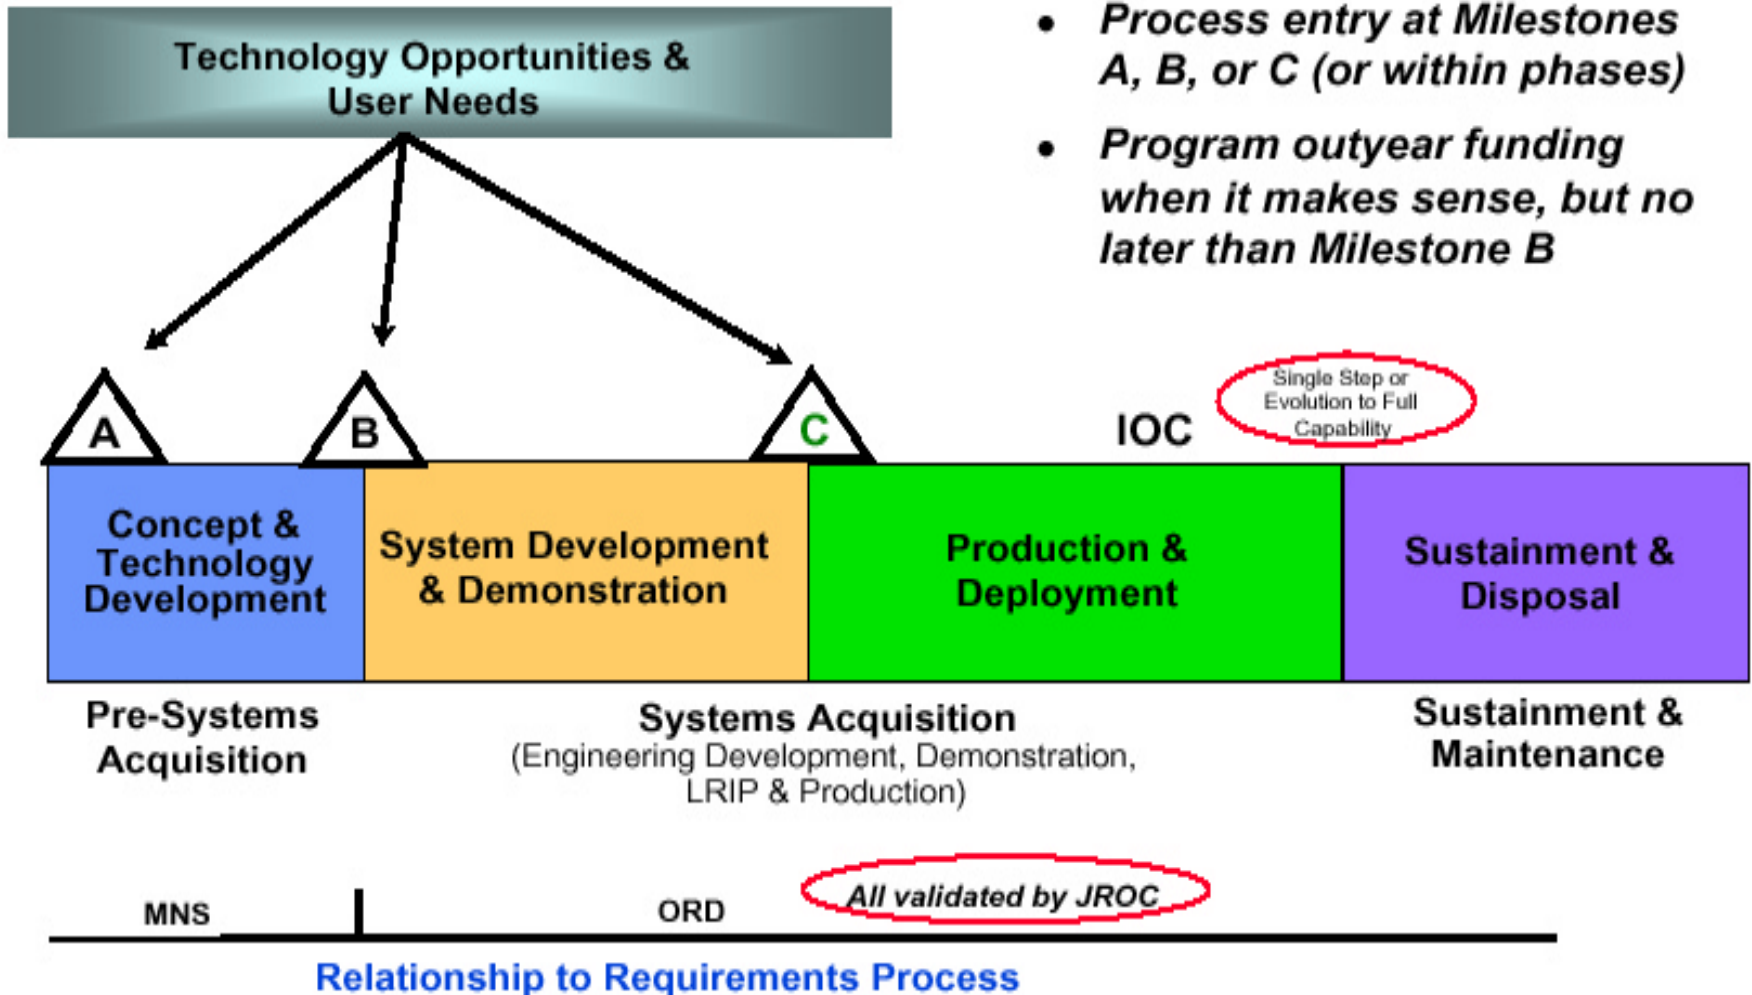 Technology Opportunities &
User Needs
• Process entry at Milestones
A, B, or C (or within phases)
• Program outyear funding
when it makes sense, but no
later than Milestone B
A
B
C
IOC
Single Step or
Evolution to Full
Capability
Concept &
Technology
Development
System Development
& Demonstration
Production &
Deployment
Sustainment &
Disposal
Pre-Systems
Acquisition
Systems Acquisition
(Engineering Development, Demonstration,
LRIP & Production)
Sustainment &
Maintenance
MNS
ORD
All validated by JROC
Relationship to Requirements Process